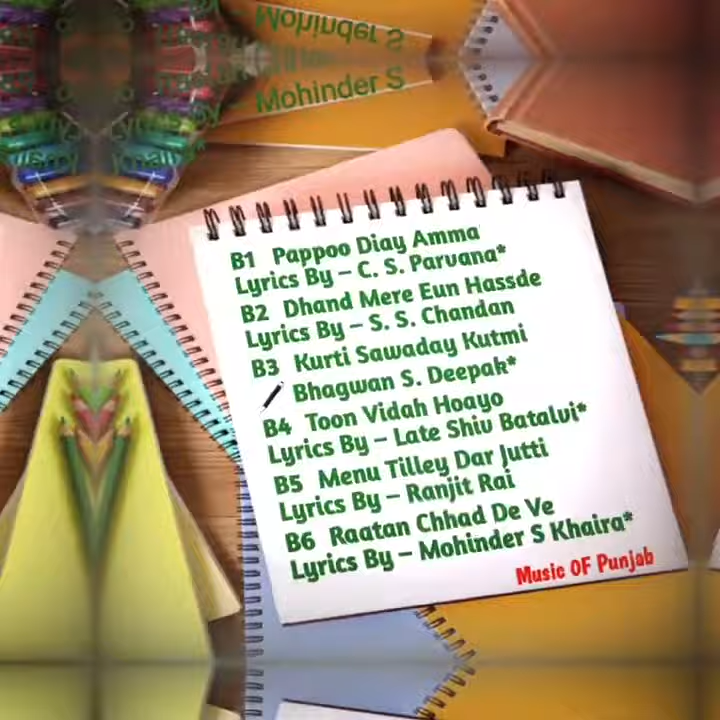 Mohinder S
Mohinder S
B1 Pappoo Diay Amma
Lyrics By – C. S. Parvana*
B2 Dhand Mere Eun Hassde
Lyrics By – S. S. Chandan
B3 Kurti Sawaday Kutmi
Bhagwan S. Deepak*
B4 Toon Vidah Hoayo
Lyrics By – Late Shiv Batalvi*
B5 Menu Tilley Dar Jutti
Lyrics By – Ranjit Rai
B6 Raatan Chhad De Ve
Lyrics By – Mohinder S Khaira*
Music OF Punjab